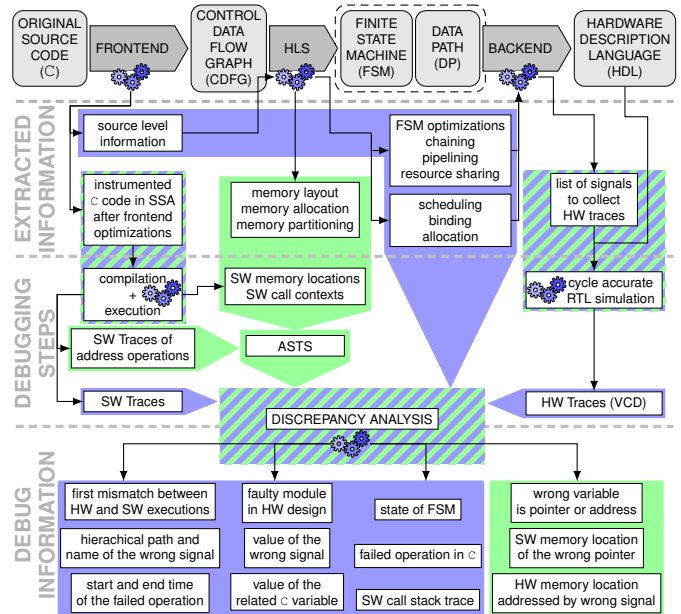 ORIGINAL
SOURCE
CODE (C)
FRONTEND
CONTROL
DATA
FLOW
GRAPH
(CDFG)
HLS
FINITE
STATE
MACHINE
(FSM)
DATA
PATH
(DP)
BACKEND
HARDWARE
DESCRIPTION
LANGUAGE
(HDL)
EXTRACTED
INFORMATION
source level
information
FSM optimizations
chaining
pipelining
resource sharing
instrumented
C code in SSA
after frontend
optimizations
memory layout
memory allocation
memory partitioning
scheduling
binding
allocation
list of signals
to collect
HW traces
DEBUGGING
STEPS
compilation
+
execution
SW memory locations
SW call contexts
cycle accurate
RTL simulation
SW Traces of
address operations
ASTS
SW Traces
HW Traces (VCD)
DISCREPANCY ANALYSIS
DEBUG
INFORMATION
first mismatch between
HW and SW executions
faulty module
in HW design
state of FSM
wrong variable
is pointer or address
hierachical path and
name of the wrong signal
value of the
wrong signal
failed operation in C
SW memory location
of the wrong pointer
start and end time
of the failed operation
value of the
related C variable
SW call stack trace
HW memory location
addressed by wrong signal